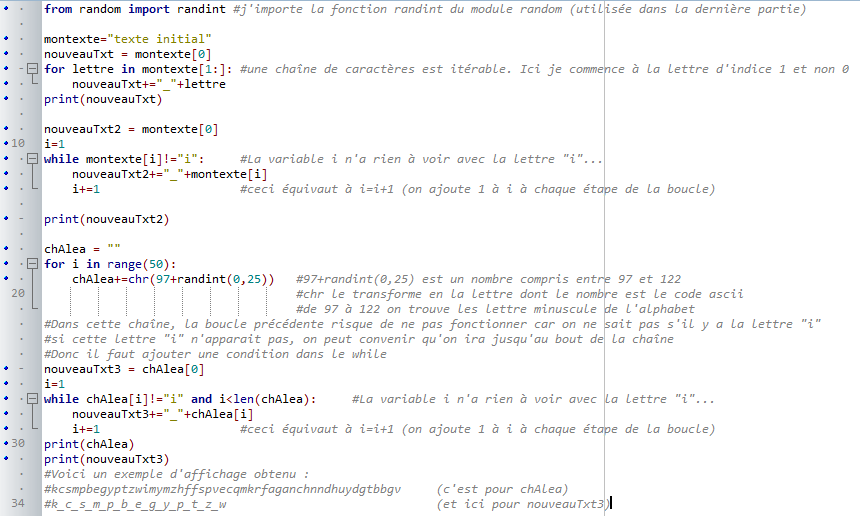 from random import randint #j'importe la fonction randint du module random (utilisée dans la dernière partie)
montexte="texte initial"
nouveauTxt = montexte[0]
for lettre in montexte[1:]: #une chaîne de caractères est itérable. Ici je commence à la lettre d'indice 1 et non 0
nouveauTxt+="_"+lettre
print(nouveauTxt)
nouveauTxt2 = montexte[0]
10 i=1
while montexte[i]!="i": #La variable i n'a rien à voir avec la lettre "i"...
nouveauTxt2+="_"+montexte[i]
i+=1 #ceci équivaut à i=i+1 (on ajoute 1 à i à chaque étape de la boucle)
print(nouveauTxt2)
chAlea = ""
for i in range(50):
chAlea+=chr(97+randint(0,25)) #97+randint(0,25) est un nombre compris entre 97 et 122
20 #chr le transforme en la lettre dont le nombre est le code ascii
#de 97 à 122 on trouve les lettre minuscule de l'alphabet
#Dans cette chaîne, la boucle précédente risque de ne pas fonctionner car on ne sait pas s'il y a la lettre "i"
#si cette lettre "i" n'apparait pas, on peut convenir qu'on ira jusqu'au bout de la chaîne
#Donc il faut ajouter une condition dans le while
nouveauTxt3 = chAlea[0]
i=1
while chAlea[i]!="i" and i<len(chAlea): #La variable i n'a rien à voir avec la lettre "i"...
nouveauTxt3+="_"+chAlea[i]
i+=1 #ceci équivaut à i=i+1 (on ajoute 1 à i à chaque étape de la boucle)
30 print(chAlea)
print(nouveauTxt3)
#Voici un exemple d'affichage obtenu :
#kcsmpbegyptzwimymzhffspvecqmkrfaganchnndhuydgtbbgv (c'est pour chAlea)
34 #k_c_s_m_p_b_e_g_y_p_t_z_w (et ici pour nouveauTxt3)